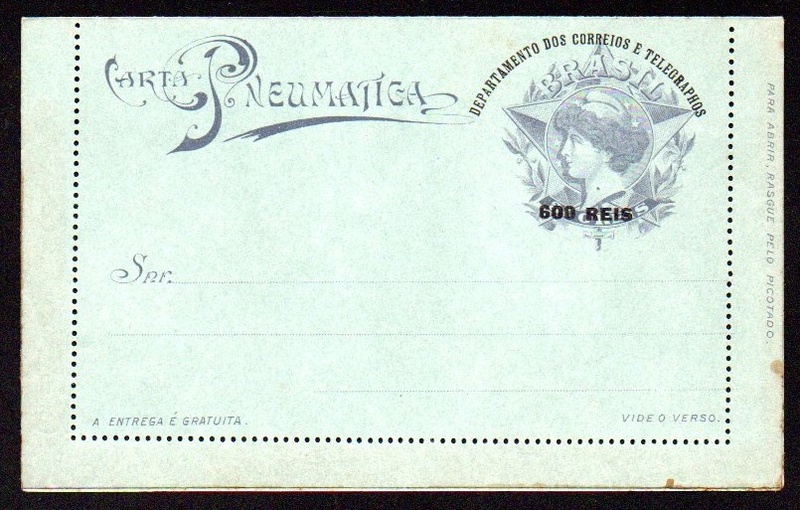 CARTA PNEUMATICA
DEPARTAMENTO DOS CORREIOS E TELEGRAPHOS
BRASIL
600 REIS
Snr.
A ENTREGA É GRATUITA.
VIDE O VERSO.
PARA ABRIR, RASGUE PELO PICOTADO.